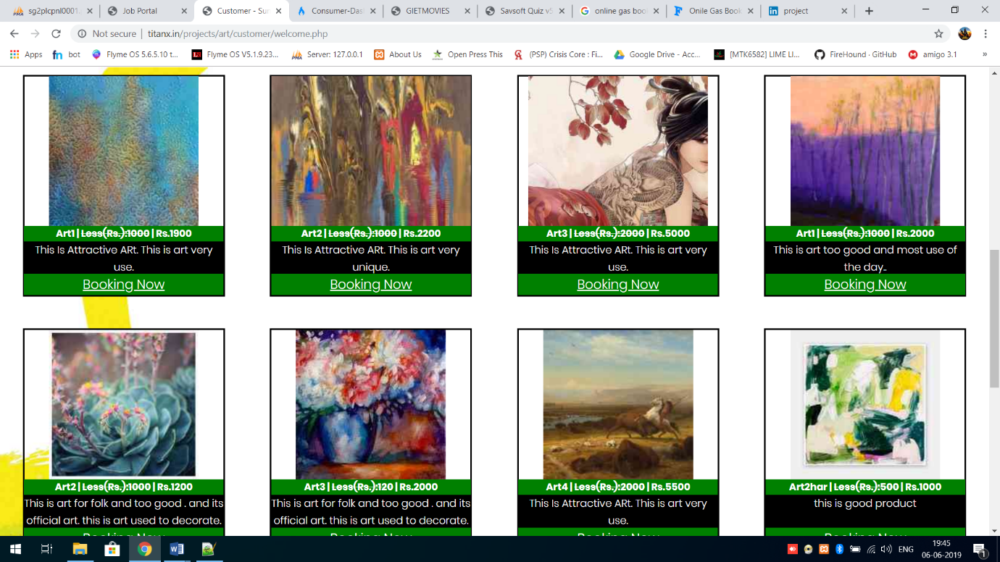 sg2plcpnl0001.
Job Portal
Customer - Sun
Consumer-Das
GIETMOVIES
Savsoft Quiz v5
online gas boo
Onile Gas Book
project
Not secure | titanx.in/projects/art/customer/welcome.php
Apps
bot
Flyme OS 5.6.5.10 t...
Flyme OS V5.1.9.23...
Server: 127.0.0.1
About Us
Open Press This
(PSP) Crisis Core : Fi...
Google Drive - Acc...
[MTK6582] LIME LI...
FireHound · GitHub
amigo 3.1
»
Art1 | Less(Rs.):1000 | Rs.1900
This Is Attractive ARt. This is art very
use.
Booking Now
Art2 | Less(Rs.):1000 | Rs.2200
This Is Attractive ARt. This is art very
unique.
Booking Now
Art3 | Less(Rs.):2000 | Rs.5000
This Is Attractive ARt. This is art very
use.
Booking Now
Art1 | Less(Rs.):1000 | Rs.2000
This is art too good and most use of
the day..
Booking Now
Art2 | Less(Rs.):1000 | Rs.1200
This is art for folk and too good . and its
official art. this is art used to decorate.
Booking Now
Art3 | Less(Rs.):120 | Rs.2000
This is art for folk and too good . and its
official art. this is art used to decorate.
Booking Now
Art4 | Less(Rs.):2000 | Rs.5500
This Is Attractive ARt. This is art very
use.
Booking Now
Art2har | Less(Rs.):500 | Rs.1000
this is good product
Booking Now
ENG
19:45
06-06-2019
1